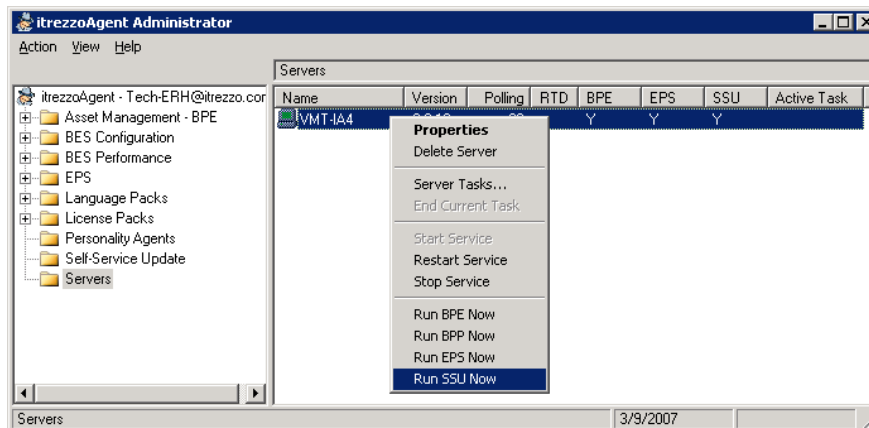 itrezzoAgent Administrator
Action View Help
Servers
itrezzoAgent - Tech-ERH@itrezzo.cor
Asset Management - BPE
BES Configuration
BES Performance
EPS
Language Packs
License Packs
Personality Agents
Self-Service Update
Servers
Name Version Polling RTD BPE EPS SSU Active Task
VMT-IA4 Y Y Y
Properties
Delete Server
Server Tasks...
End Current Task
Start Service
Restart Service
Stop Service
Run BPE Now
Run BPP Now
Run EPS Now
Run SSU Now
Servers 3/9/2007